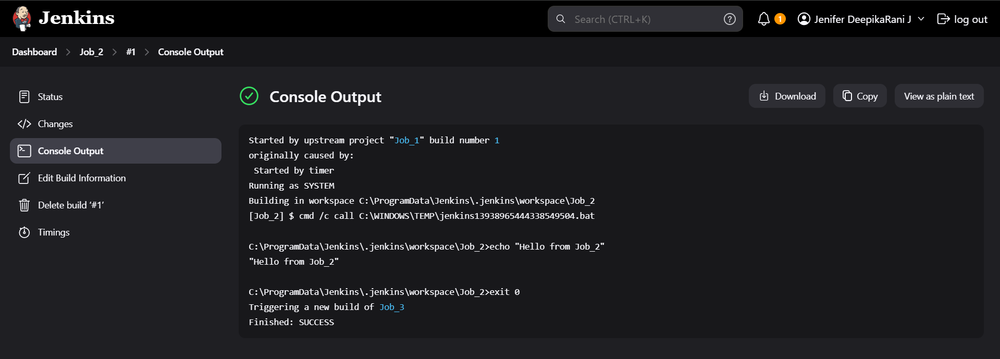 Jenkins
Search (CTRL+K)
?
1
Jenifer DeepikaRani J
log out
Dashboard > Job_2 > #1 > Console Output
Status
Changes
Console Output
Edit Build Information
Delete build ‘#1’
Timings
Console Output
Download
Copy
View as plain text
Started by upstream project "Job_1" build number 1
originally caused by:
 Started by timer
Running as SYSTEM
Building in workspace C:\ProgramData\Jenkins\.jenkins\workspace\Job_2
[Job_2] $ cmd /c call C:\WINDOWS\TEMP\jenkins13938965444338549504.bat
C:\ProgramData\Jenkins\.jenkins\workspace\Job_2>echo "Hello from Job_2"
"Hello from Job_2"
C:\ProgramData\Jenkins\.jenkins\workspace\Job_2>exit 0
Triggering a new build of Job_3
Finished: SUCCESS